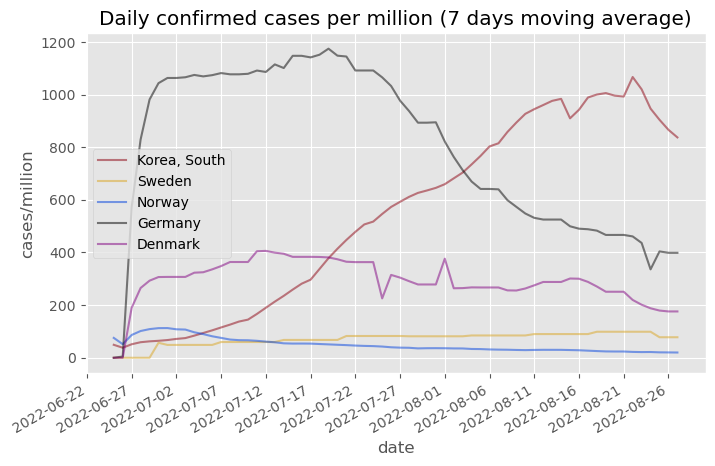 Daily confirmed cases per million (7 days moving average)
1200
1000
800
600
400
200
0
cases/million
Korea, South
Sweden
Norway
Germany
Denmark
2022-06-22
2022-06-27
2022-07-02
2022-07-07
2022-07-12
2022-07-17
2022-07-22
2022-07-27
2022-08-01
2022-08-06
2022-08-11
2022-08-16
2022-08-21
2022-08-26
date